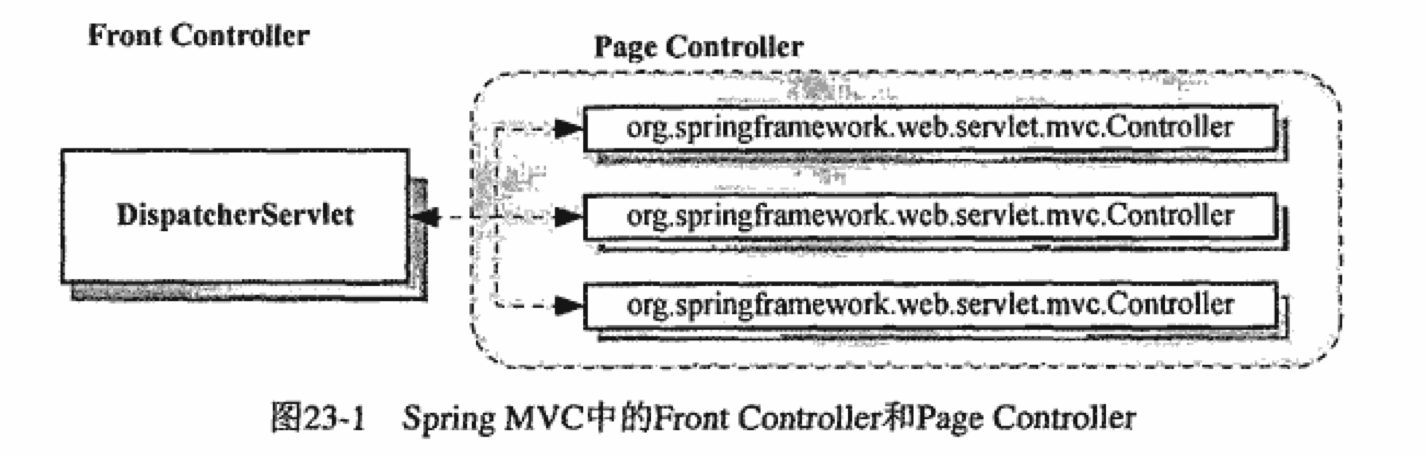 Front Controller
Page Controller
org.springframework.web.servlet.mvc.Controller
DispatcherServlet
org.springframework.web.servlet.mvc.Controller
org.springframework.web.servlet.mvc.Controller
图23-1 Spring MVC中的Front Controller和Page Controller